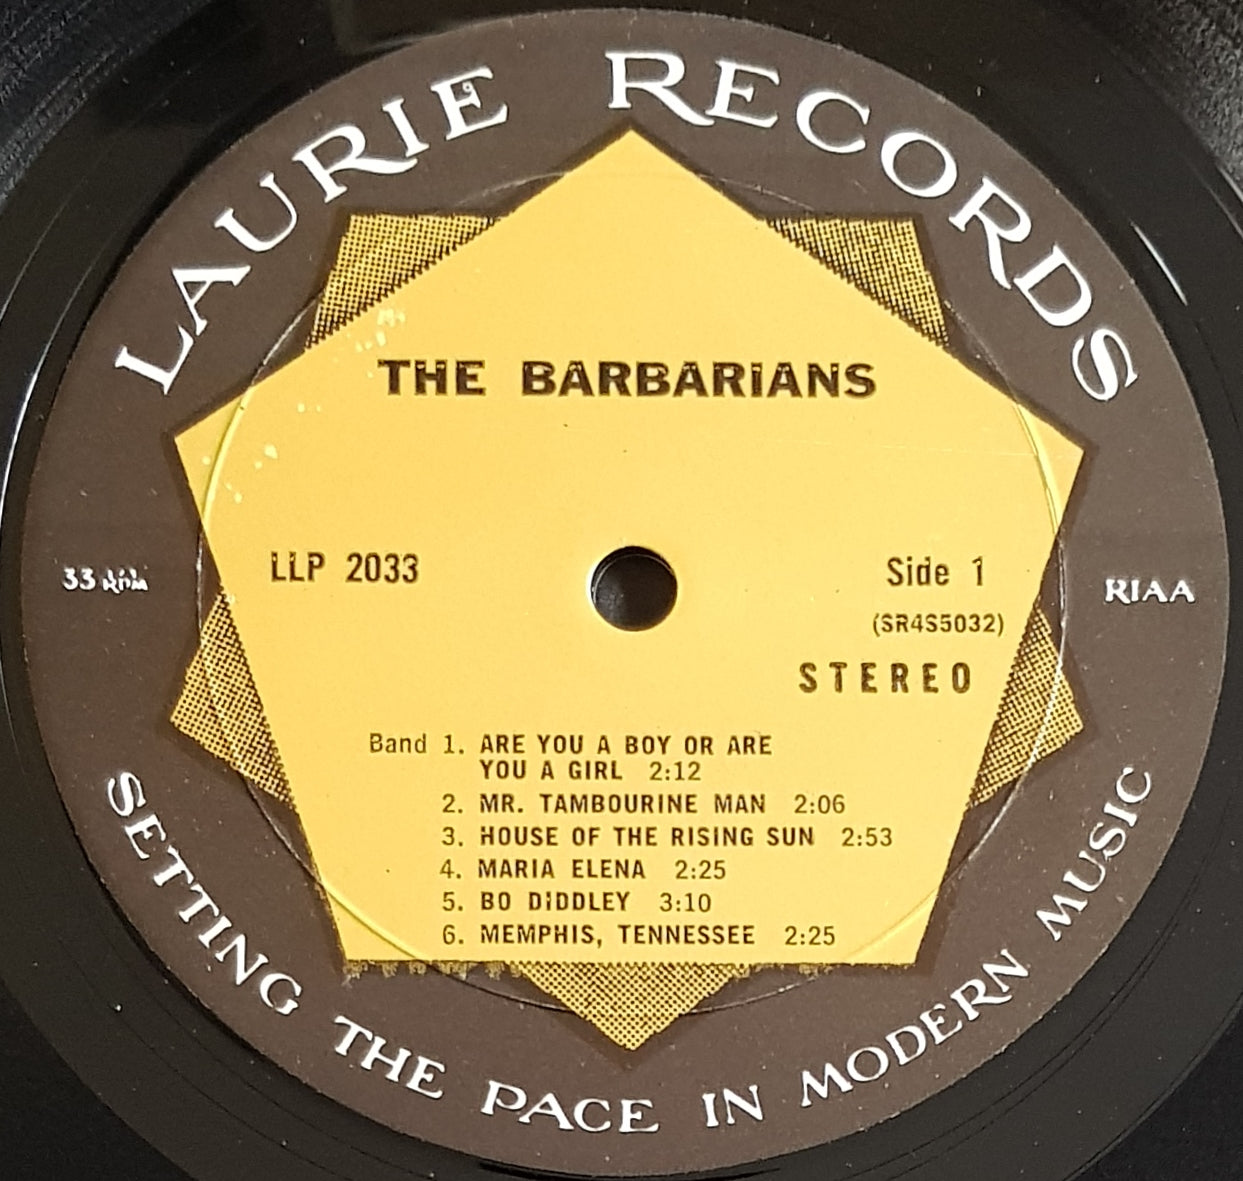 LAURIE RECORDS
THE BARBARIANS
33 RPM
LLP 2033
Side 1
RIAA
(SR4S5032)
STEREO
Band 1. ARE YOU A BOY OR ARE
YOU A GIRL 2:12
2. MR. TAMBOURINE MAN 2:06
3. HOUSE OF THE RISING SUN 2:53
4. MARIA ELENA 2:25
5. BO DIDDLEY 3:10
6. MEMPHIS, TENNESSEE 2:25
SETTING THE PACE IN MODERN MUSIC